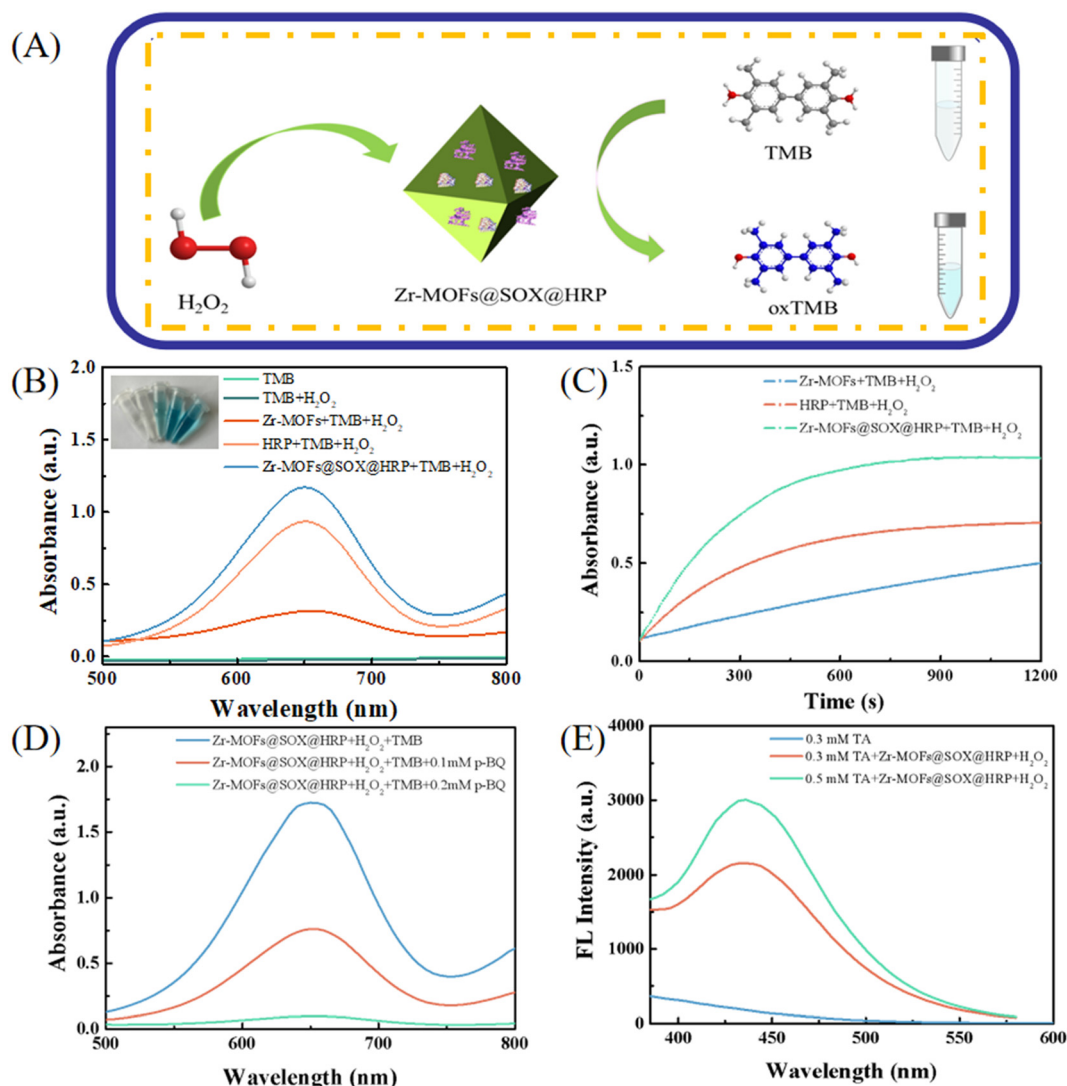 (A)
TMB
H₂O₂
Zr-MOFs@SOX@HRP
oxTMB
(B)
2.0
1.5
1.0
0.5
0.0
500
600
700
800
Absorbance (a.u.)
Wavelength (nm)
TMB
TMB+H₂O₂
Zr-MOFs+TMB+H₂O₂
HRP+TMB+H₂O₂
Zr-MOFs@SOX@HRP+TMB+H₂O₂
(C)
1.5
1.0
0.5
0.0
0
300
600
900
1200
Absorbance (a.u.)
Time (s)
Zr-MOFs+TMB+H₂O₂
HRP+TMB+H₂O₂
Zr-MOFs@SOX@HRP+TMB+H₂O₂
(D)
2.0
1.5
1.0
0.5
0.0
500
600
700
800
Absorbance (a.u.)
Wavelength (nm)
Zr-MOFs@SOX@HRP+H₂O₂+TMB
Zr-MOFs@SOX@HRP+H₂O₂+TMB+0.1mM p-BQ
Zr-MOFs@SOX@HRP+H₂O₂+TMB+0.2mM p-BQ
(E)
4000
3000
2000
1000
0
400
450
500
550
600
FL Intensity (a.u.)
Wavelength (nm)
0.3 mM TA
0.3 mM TA+Zr-MOFs@SOX@HRP+H₂O₂
0.5 mM TA+Zr-MOFs@SOX@HRP+H₂O₂